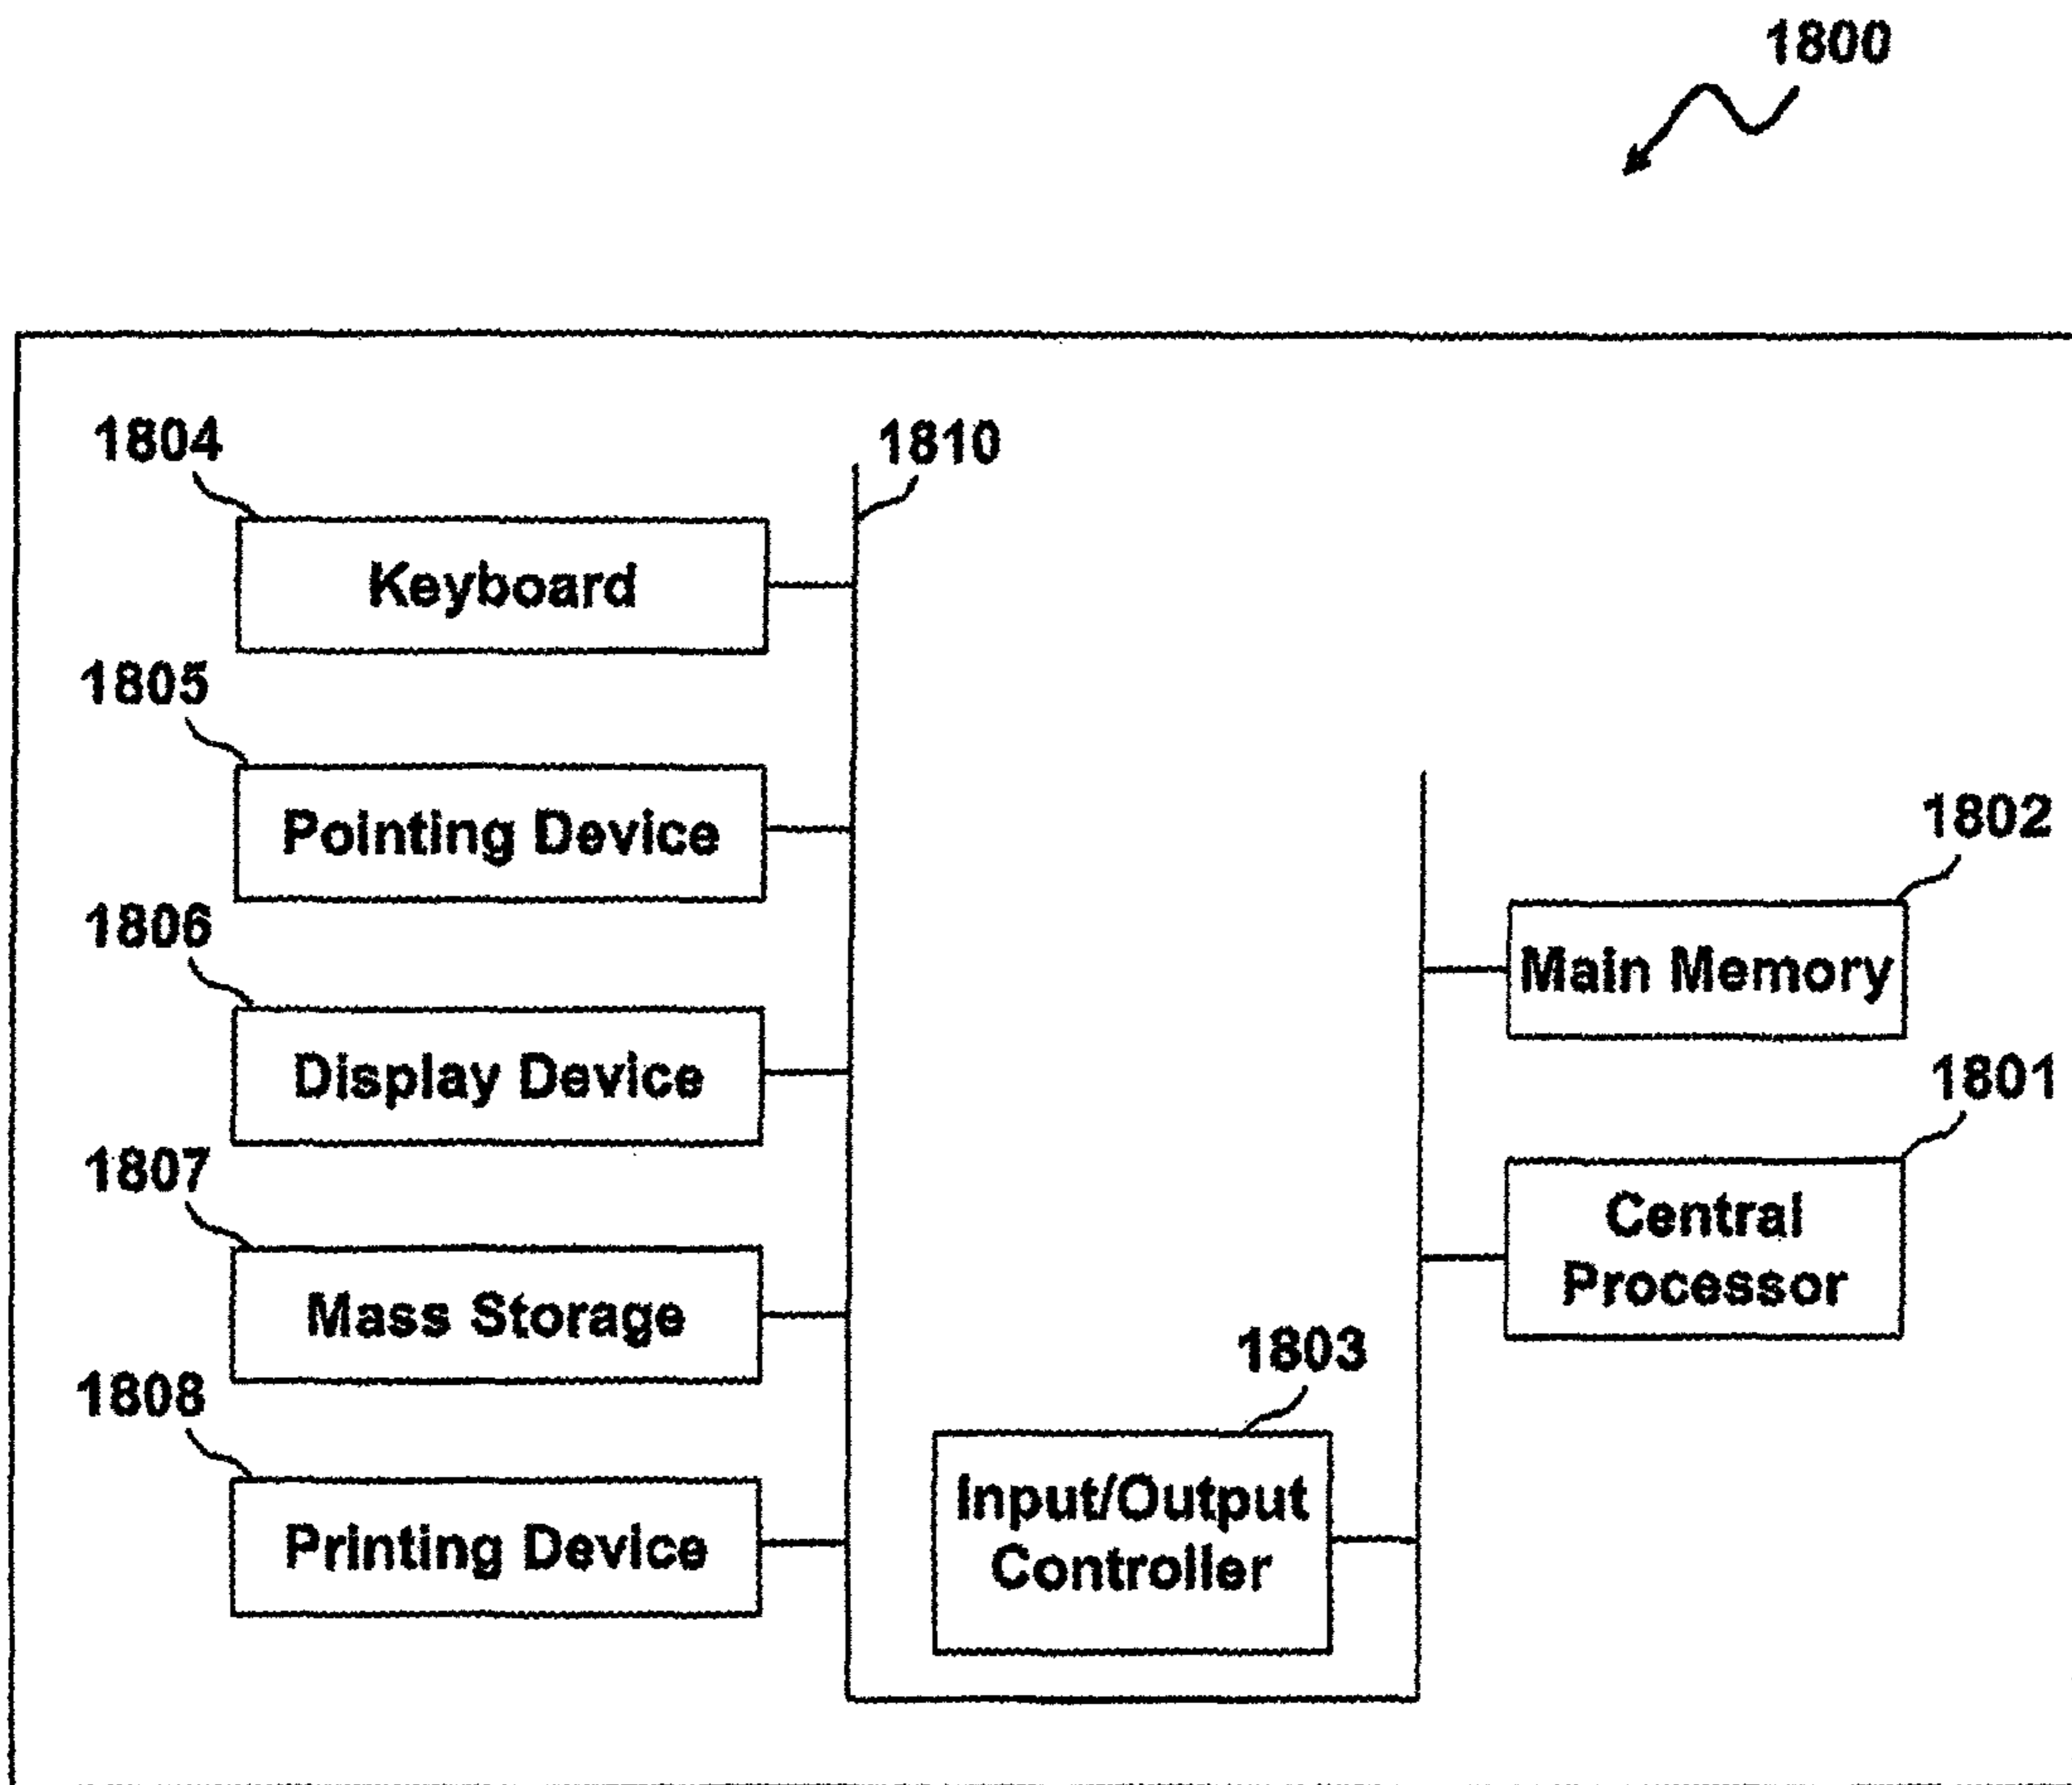 1800
1804
1810
Keyboard
1805
Pointing Device
1802
1806
Main Memory
Display Device
1801
1807
Central
Processor
Mass Storage
1803
1808
Input/Output
Controller
Printing Device